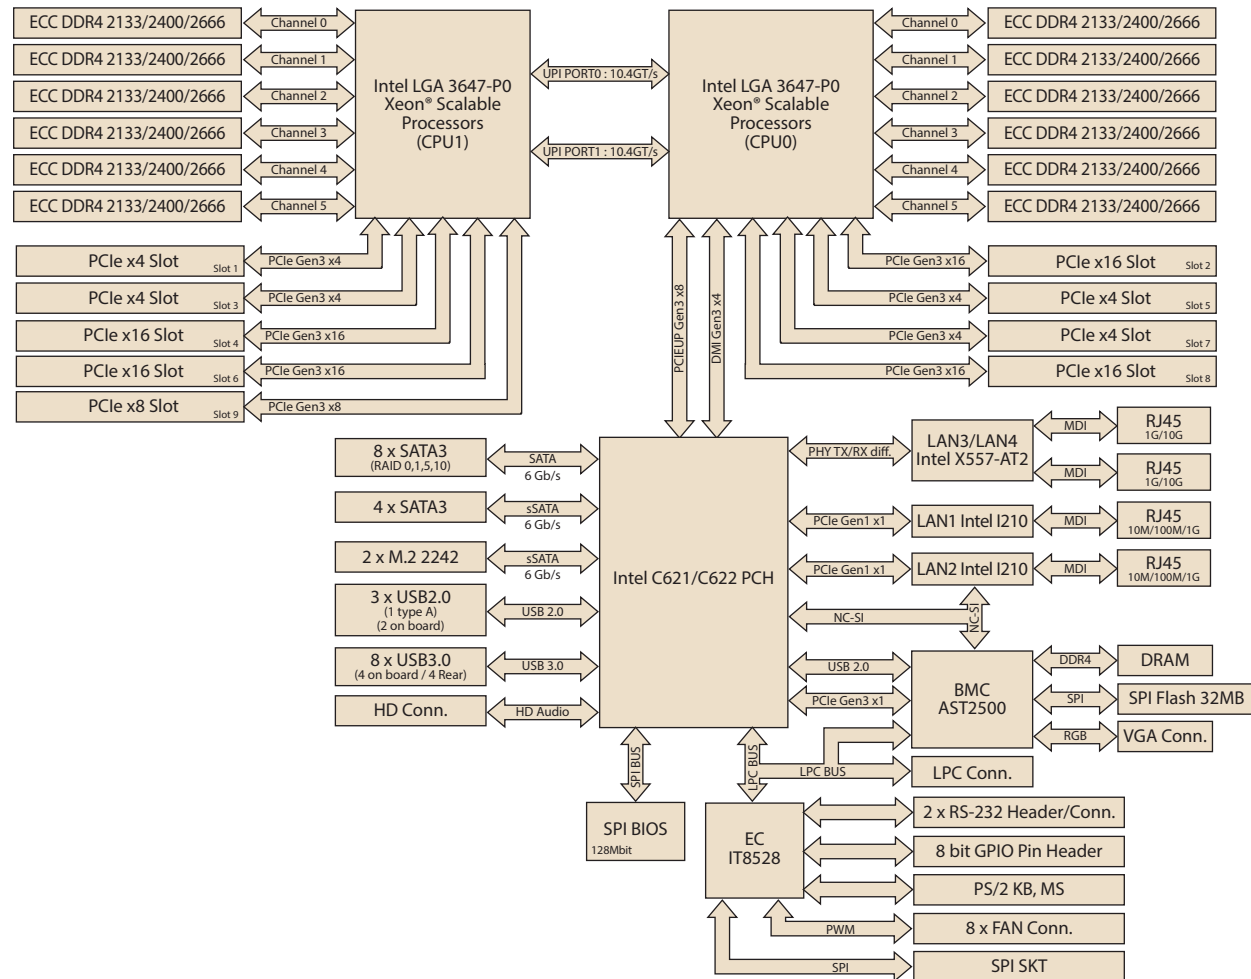 ECC DDR4 2133/2400/2666
Channel 0
ECC DDR4 2133/2400/2666
Channel 1
ECC DDR4 2133/2400/2666
Channel 2
ECC DDR4 2133/2400/2666
Channel 3
ECC DDR4 2133/2400/2666
Channel 4
ECC DDR4 2133/2400/2666
Channel 5
Intel LGA 3647-P0
Xeon® Scalable
Processors
(CPU1)
UPI PORT0 : 10.4GT/s
UPI PORT1 : 10.4GT/s
Intel LGA 3647-P0
Xeon® Scalable
Processors
(CPU0)
Channel 0
ECC DDR4 2133/2400/2666
Channel 1
ECC DDR4 2133/2400/2666
Channel 2
ECC DDR4 2133/2400/2666
Channel 3
ECC DDR4 2133/2400/2666
Channel 4
ECC DDR4 2133/2400/2666
Channel 5
ECC DDR4 2133/2400/2666
PCIe x4 Slot
Slot 1
PCIe Gen3 x4
PCIe x4 Slot
Slot 3
PCIe Gen3 x4
PCIe x16 Slot
Slot 4
PCIe Gen3 x16
PCIe x16 Slot
Slot 6
PCIe Gen3 x16
PCIe x8 Slot
Slot 9
PCIe Gen3 x8
PCIEUP Gen3 x8
DMI Gen3 x4
PCIe Gen3 x16
PCIe x16 Slot
Slot 2
PCIe Gen3 x4
PCIe x4 Slot
Slot 5
PCIe Gen3 x4
PCIe x4 Slot
Slot 7
PCIe Gen3 x16
PCIe x16 Slot
Slot 8
8 x SATA3
(RAID 0,1,5,10)
SATA
6 Gb/s
4 x SATA3
sSATA
6 Gb/s
2 x M.2 2242
sSATA
6 Gb/s
3 x USB2.0
(1 type A)
(2 on board)
USB 2.0
8 x USB3.0
(4 on board / 4 Rear)
USB 3.0
HD Conn.
HD Audio
Intel C621/C622 PCH
PHY TX/RX diff.
LAN3/LAN4
Intel X557-AT2
MDI
RJ45
1G/10G
MDI
RJ45
1G/10G
PCIe Gen1 x1
LAN1 Intel I210
MDI
RJ45
10M/100M/1G
PCIe Gen1 x1
LAN2 Intel I210
MDI
RJ45
10M/100M/1G
NC-SI
NC-SI
USB 2.0
PCIe Gen3 x1
BMC
AST2500
DDR4
DRAM
SPI
SPI Flash 32MB
RGB
VGA Conn.
SPI BUS
LPC BUS
LPC BUS
LPC Conn.
SPI BIOS
128Mbit
EC
IT8528
2 x RS-232 Header/Conn.
8 bit GPIO Pin Header
PS/2 KB, MS
PWM
8 x FAN Conn.
SPI
SPI SKT